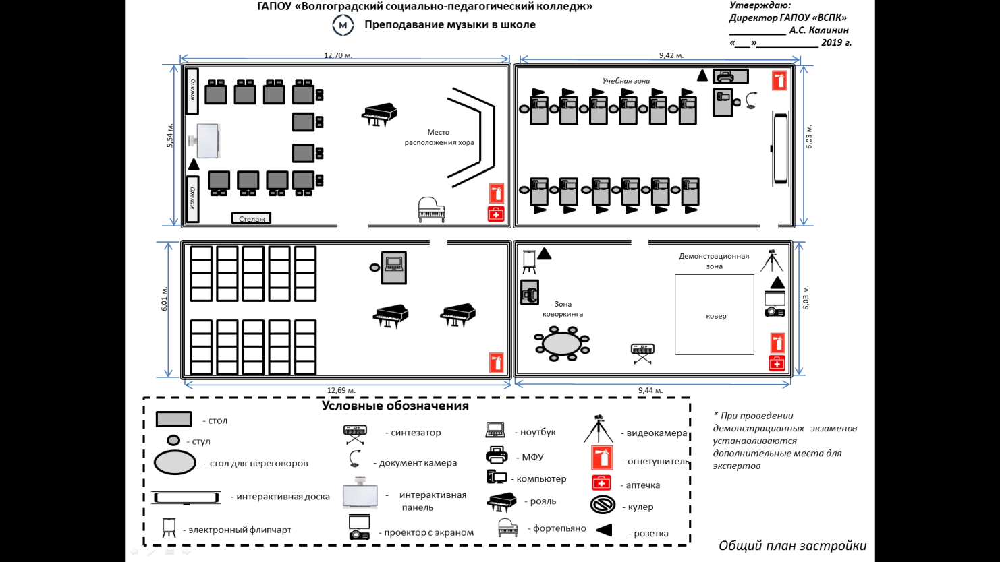 ГАПОУ «Волгоградский социально-педагогический колледж»
М
Преподавание музыки в школе
Утверждаю:
Директор ГАПОУ «ВСПК»
___________ А.С. Калинин
«___»____________ 2019 г.
12,70 м.
9,42 м.
5,54 м.
6,03 м.
Стелаж
Стелаж
Стелаж
Место
расположения хора
Учебная зона
6,01 м.
6,03 м.
Зона
коворкинга
Демонстрационная
зона
ковер
12,69 м.
9,44 м.
Условные обозначения
- стол
- стул
- стол для переговоров
- интерактивная доска
- электронный флипчарт
- синтезатор
- документ камера
- интерактивная
панель
- проектор с экраном
- ноутбук
- МФУ
- компьютер
- рояль
- фортепьяно
- видеокамера
- огнетушитель
- аптечка
- кулер
- розетка
* При проведении
демонстрационных экзаменов
устанавливаются
дополнительные места для
экспертов
Общий план застройки